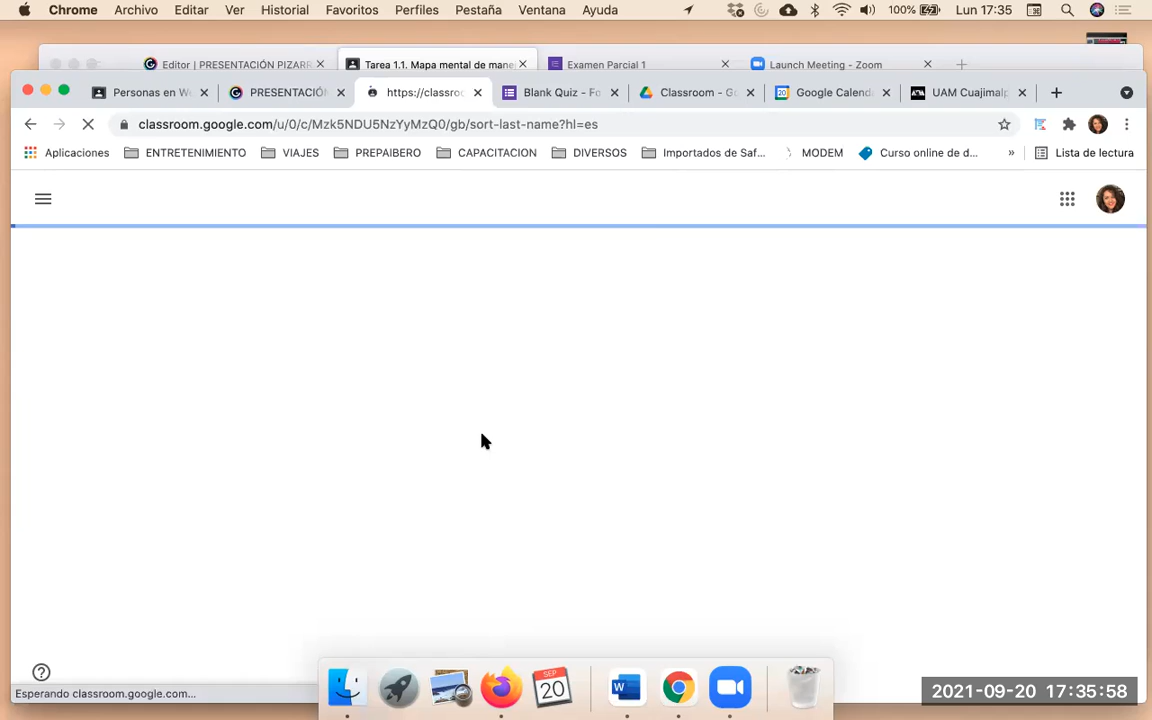 Chrome Archivo Editar Ver Historial Favoritos Perfiles Pestaña Ventana Ayuda 100% Lun 17:35
Editor | PRESENTACIÓN PIZARR Tarea 1.1. Mapa mental de mane Examen Parcial 1 Launch Meeting - Zoom
Personas en We PRESENTACIÓN https://classroo Blank Quiz - Fo Classroom - Go Google Calenda UAM Cuajimalp
classroom.google.com/u/0/c/Mzk5NDU5NzYyMzQ0/gb/sort-last-name?hl=es
Aplicaciones ENTRETENIMIENTO VIAJES PREPAIBERO CAPACITACION DIVERSOS Importados de Saf... MODEM Curso online de d... » Lista de lectura
Esperando classroom.google.com...
SEP
20
2021-09-20 17:35:58